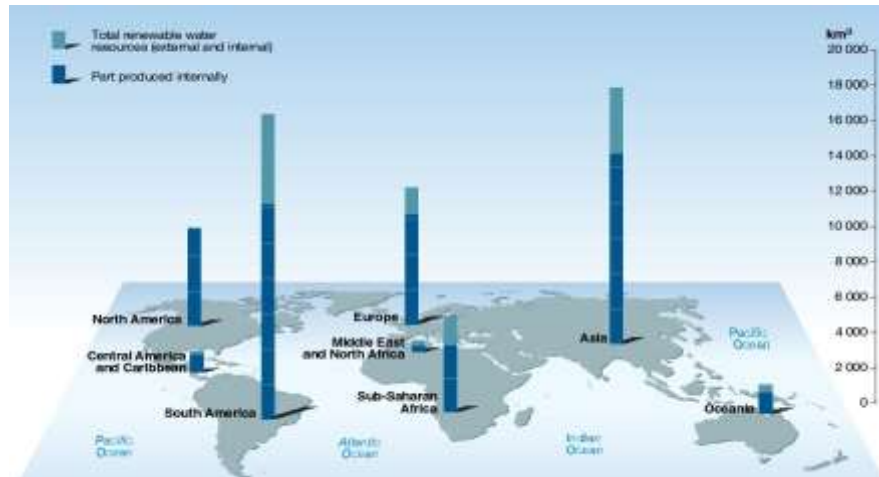 Total renewable water
resources (external and internal)
Part produced internally
km³
20 000
18 000
16 000
14 000
12 000
10 000
8 000
6 000
4 000
2 000
0
North America
Europe
Asia
Pacific
Ocean
Central America
and Caribbean
Middle East
and North Africa
South America
Sub-Saharan
Africa
Oceania
Pacific
Ocean
Atlantic
Ocean
Indian
Ocean